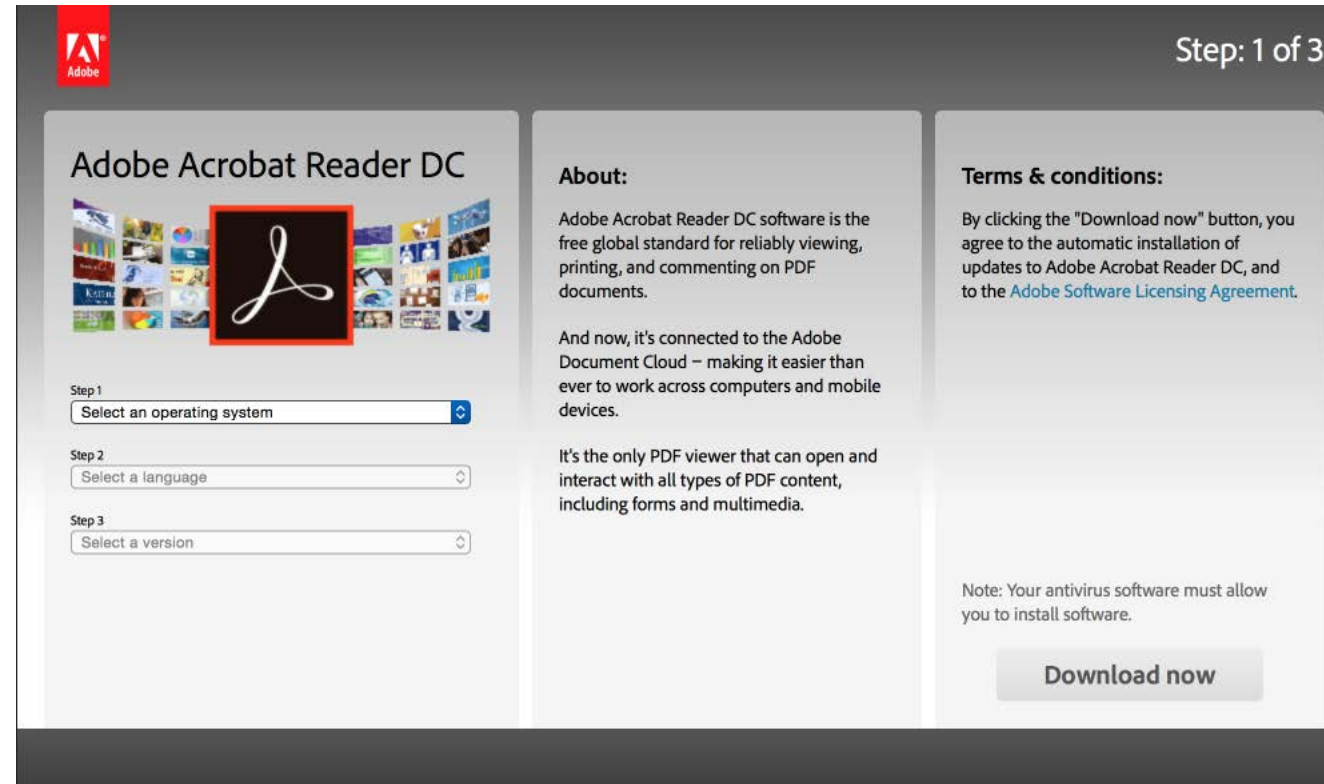 Adobe
Step: 1 of 3
Adobe Acrobat Reader DC
Step 1
Select an operating system
Step 2
Select a language
Step 3
Select a version
About:
Adobe Acrobat Reader DC software is the
free global standard for reliably viewing,
printing, and commenting on PDF
documents.
And now, it's connected to the Adobe
Document Cloud – making it easier than
ever to work across computers and mobile
devices.
It's the only PDF viewer that can open and
interact with all types of PDF content,
including forms and multimedia.
Terms & conditions:
By clicking the "Download now" button, you
agree to the automatic installation of
updates to Adobe Acrobat Reader DC, and
to the Adobe Software Licensing Agreement.
Note: Your antivirus software must allow
you to install software.
Download now